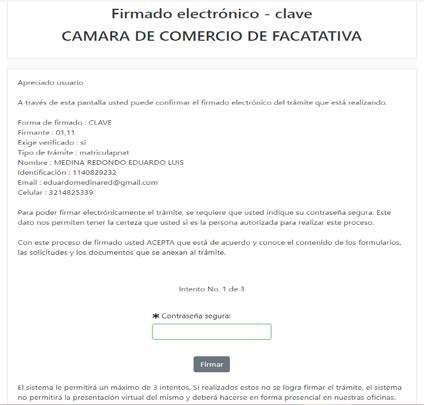 Firmado electrónico - clave
CAMARA DE COMERCIO DE FACATATIVA
Apreciado usuario
A través de esta pantalla usted puede confirmar el firmado electrónico del trámite que está realizando.
Forma de firmado : CLAVE
Firmante : 01,11
Exige verificado : si
Tipo de trámite : matriculapnat
Nombre : MEDINA REDONDO EDUARDO LUIS
Identificación : 1140829232
Email : eduardomedinared@gmail.com
Celular : 3214825339
Para poder firmar electrónicamente el trámite, se requiere que usted indique su contraseña segura. Este
dato nos permiten tener la certeza que usted si es la persona autorizada para realizar este proceso.
Con este proceso de firmado usted ACEPTA que está de acuerdo y conoce el contenido de los formularios,
las solicitudes y los documentos que se anexan al trámite.
Intento No. 1 de 3
* Contraseña segura:
Firmar
El sistema le permitirá un máximo de 3 intentos. Si realizados estos no se logra firmar el trámite, el sistema
no permitirá la presentación virtual del mismo y deberá hacerse en forma presencial en nuestras oficinas.